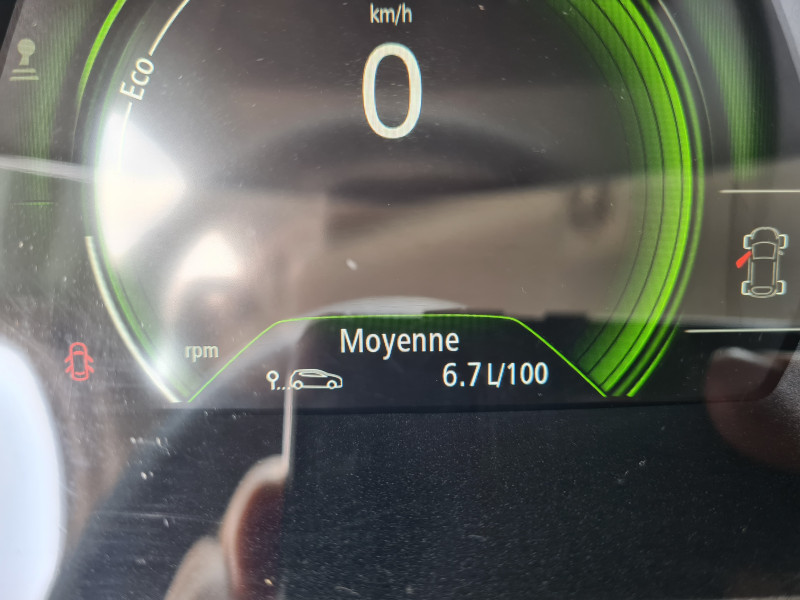 km/h
0
Eco
rpm
Moyenne
6.7 L/100